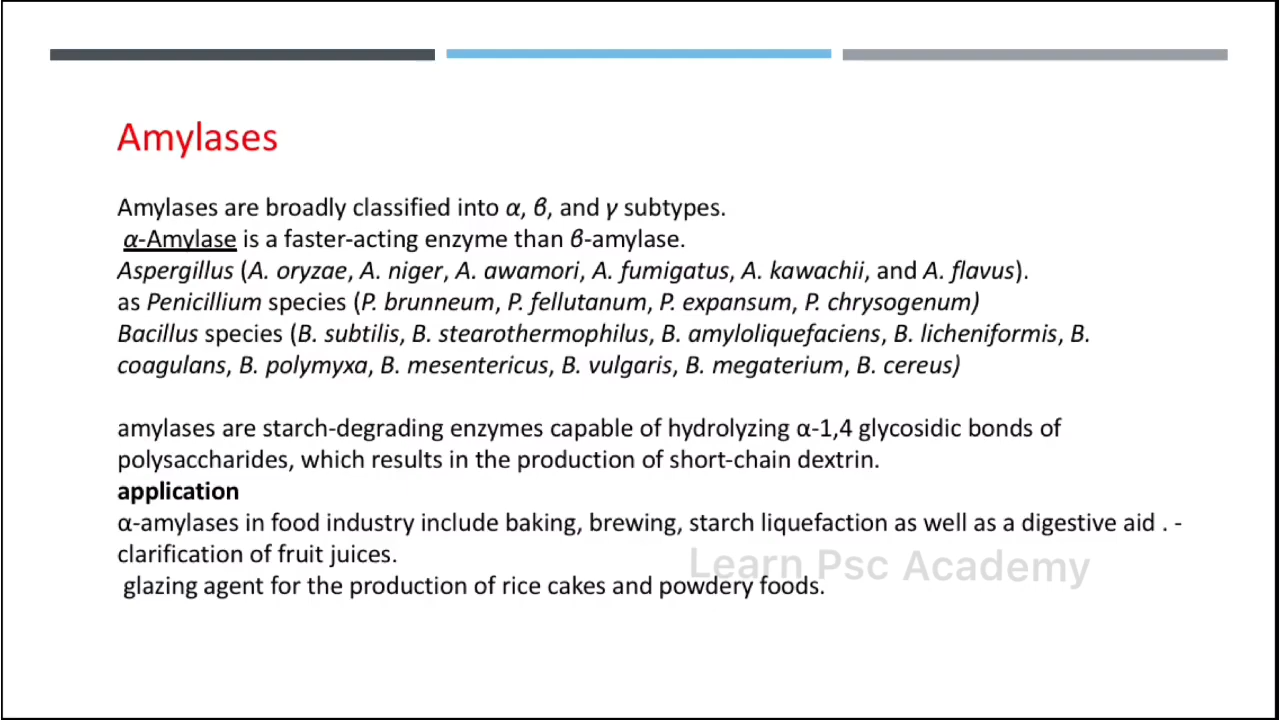 Amylases
Amylases are broadly classified into α, β, and γ subtypes.
α-Amylase is a faster-acting enzyme than β-amylase.
Aspergillus (A. oryzae, A. niger, A. awamori, A. fumigatus, A. kawachii, and A. flavus).
as Penicillium species (P. brunneum, P. fellutanum, P. expansum, P. chrysogenum)
Bacillus species (B. subtilis, B. stearothermophilus, B. amyloliquefaciens, B. licheniformis, B.
coagulans, B. polymyxa, B. mesentericus, B. vulgaris, B. megaterium, B. cereus)
amylases are starch-degrading enzymes capable of hydrolyzing α-1,4 glycosidic bonds of
polysaccharides, which results in the production of short-chain dextrin.
application
α-amylases in food industry include baking, brewing, starch liquefaction as well as a digestive aid . -
clarification of fruit juices.
Learn Psc Academy
glazing agent for the production of rice cakes and powdery foods.